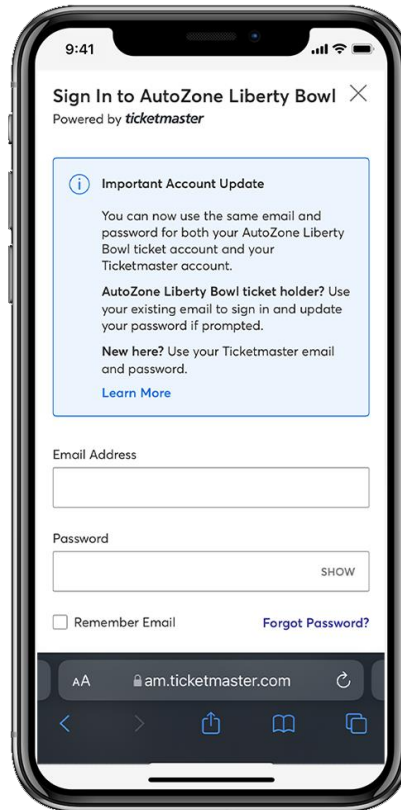 9:41
Sign In to AutoZone Liberty Bowl
Powered by ticketmaster
Important Account Update
You can now use the same email and
password for both your AutoZone Liberty
Bowl ticket account and your
Ticketmaster account.
AutoZone Liberty Bowl ticket holder? Use
your existing email to sign in and update
your password if prompted.
New here? Use your Ticketmaster email
and password.
Learn More
Email Address
Password
SHOW
Remember Email Forgot Password?
AA am.ticketmaster.com